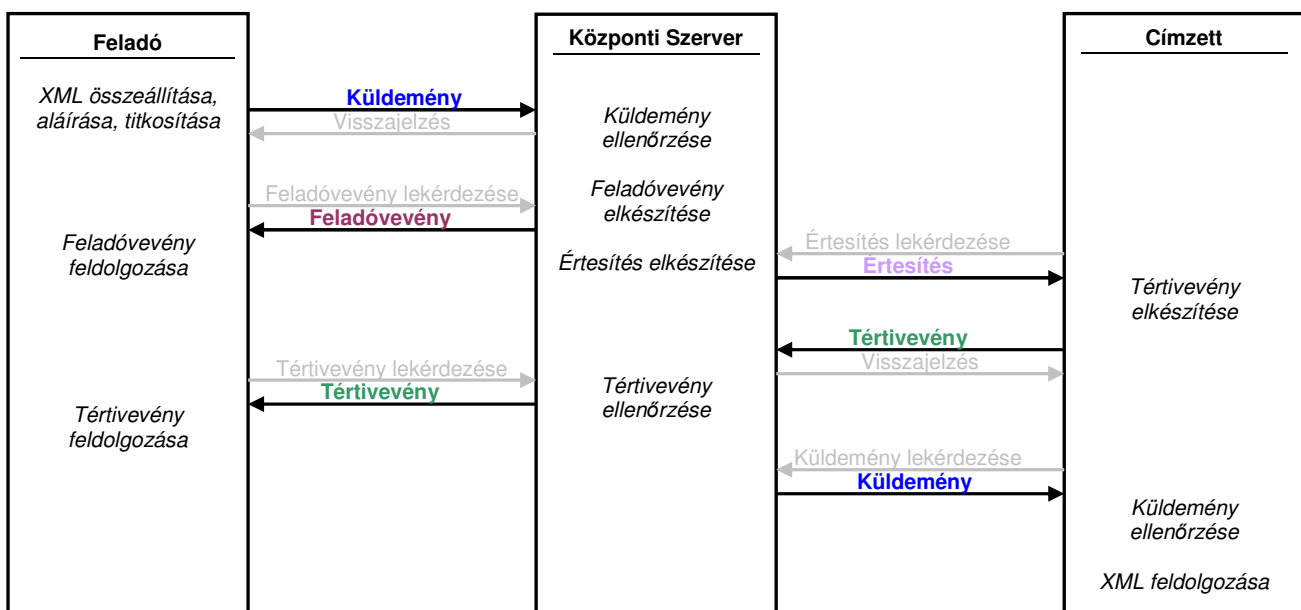 Feladó
Központi Szerver
Címzett
XML összeállítása,
aláírása, titkosítása
Küldemény
Visszajelzés
Küldemény
ellenőrzése
Feladóvevény lekérdezése
Feladóvevény
Feladóvevény
elkészítése
Feladóvevény
feldolgozása
Értesítés elkészítése
Értesítés lekérdezése
Értesítés
Tértivevény
elkészítése
Tértivevény
Visszajelzés
Tértivevény lekérdezése
Tértivevény
Tértivevény
ellenőrzése
Tértivevény
feldolgozása
Küldemény lekérdezése
Küldemény
Küldemény
ellenőrzése
XML feldolgozása